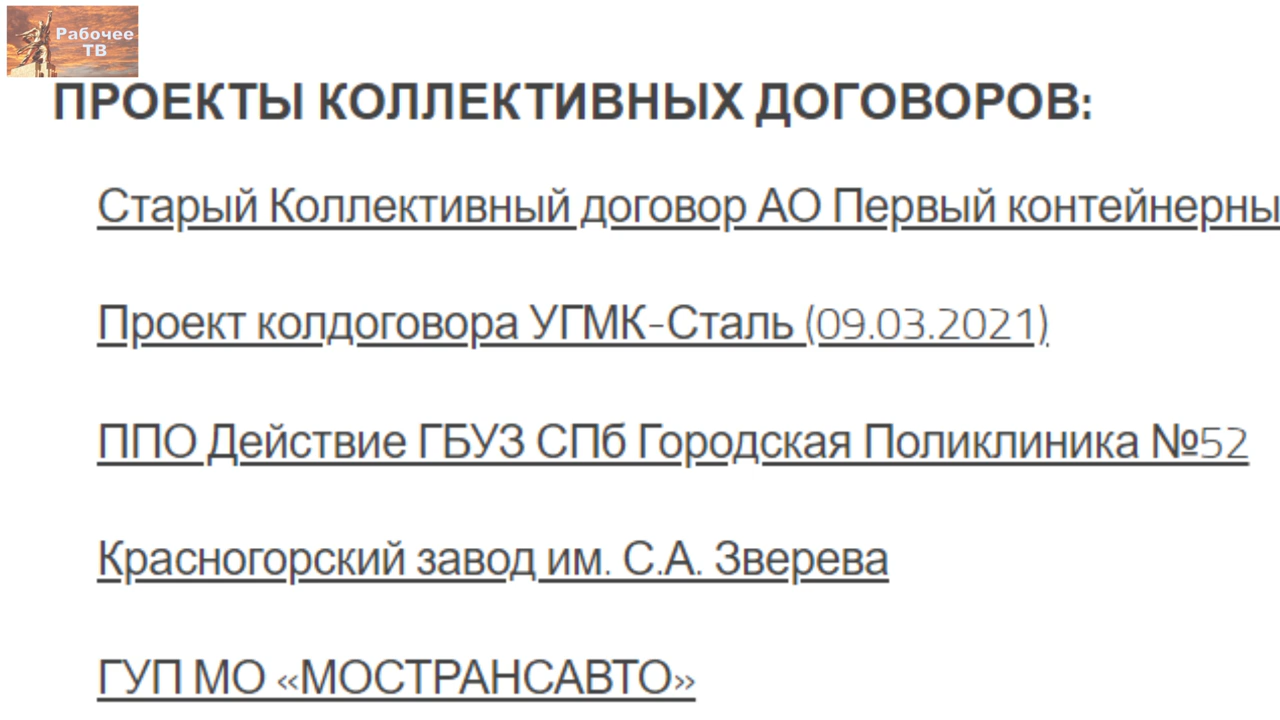 Рабочее
ТВ
ПРОЕКТЫ КОЛЛЕКТИВНЫХ ДОГОВОРОВ:
Старый Коллективный договор АО Первый контейнерны
Проект колдоговора УГМК-Сталь (09.03.2021)
ППО Действие ГБУЗ СПб Городская Поликлиника №52
Красногорский завод им. С.А. Зверева
ГУП МО «МОСТРАНСАВТО»